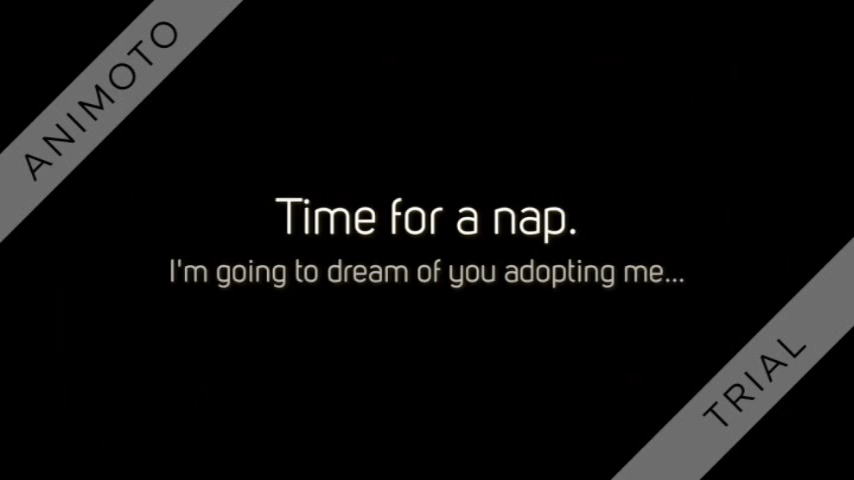 ANIMOTO
Time for a nap.
I'm going to dream of you adopting me...
TRIAL